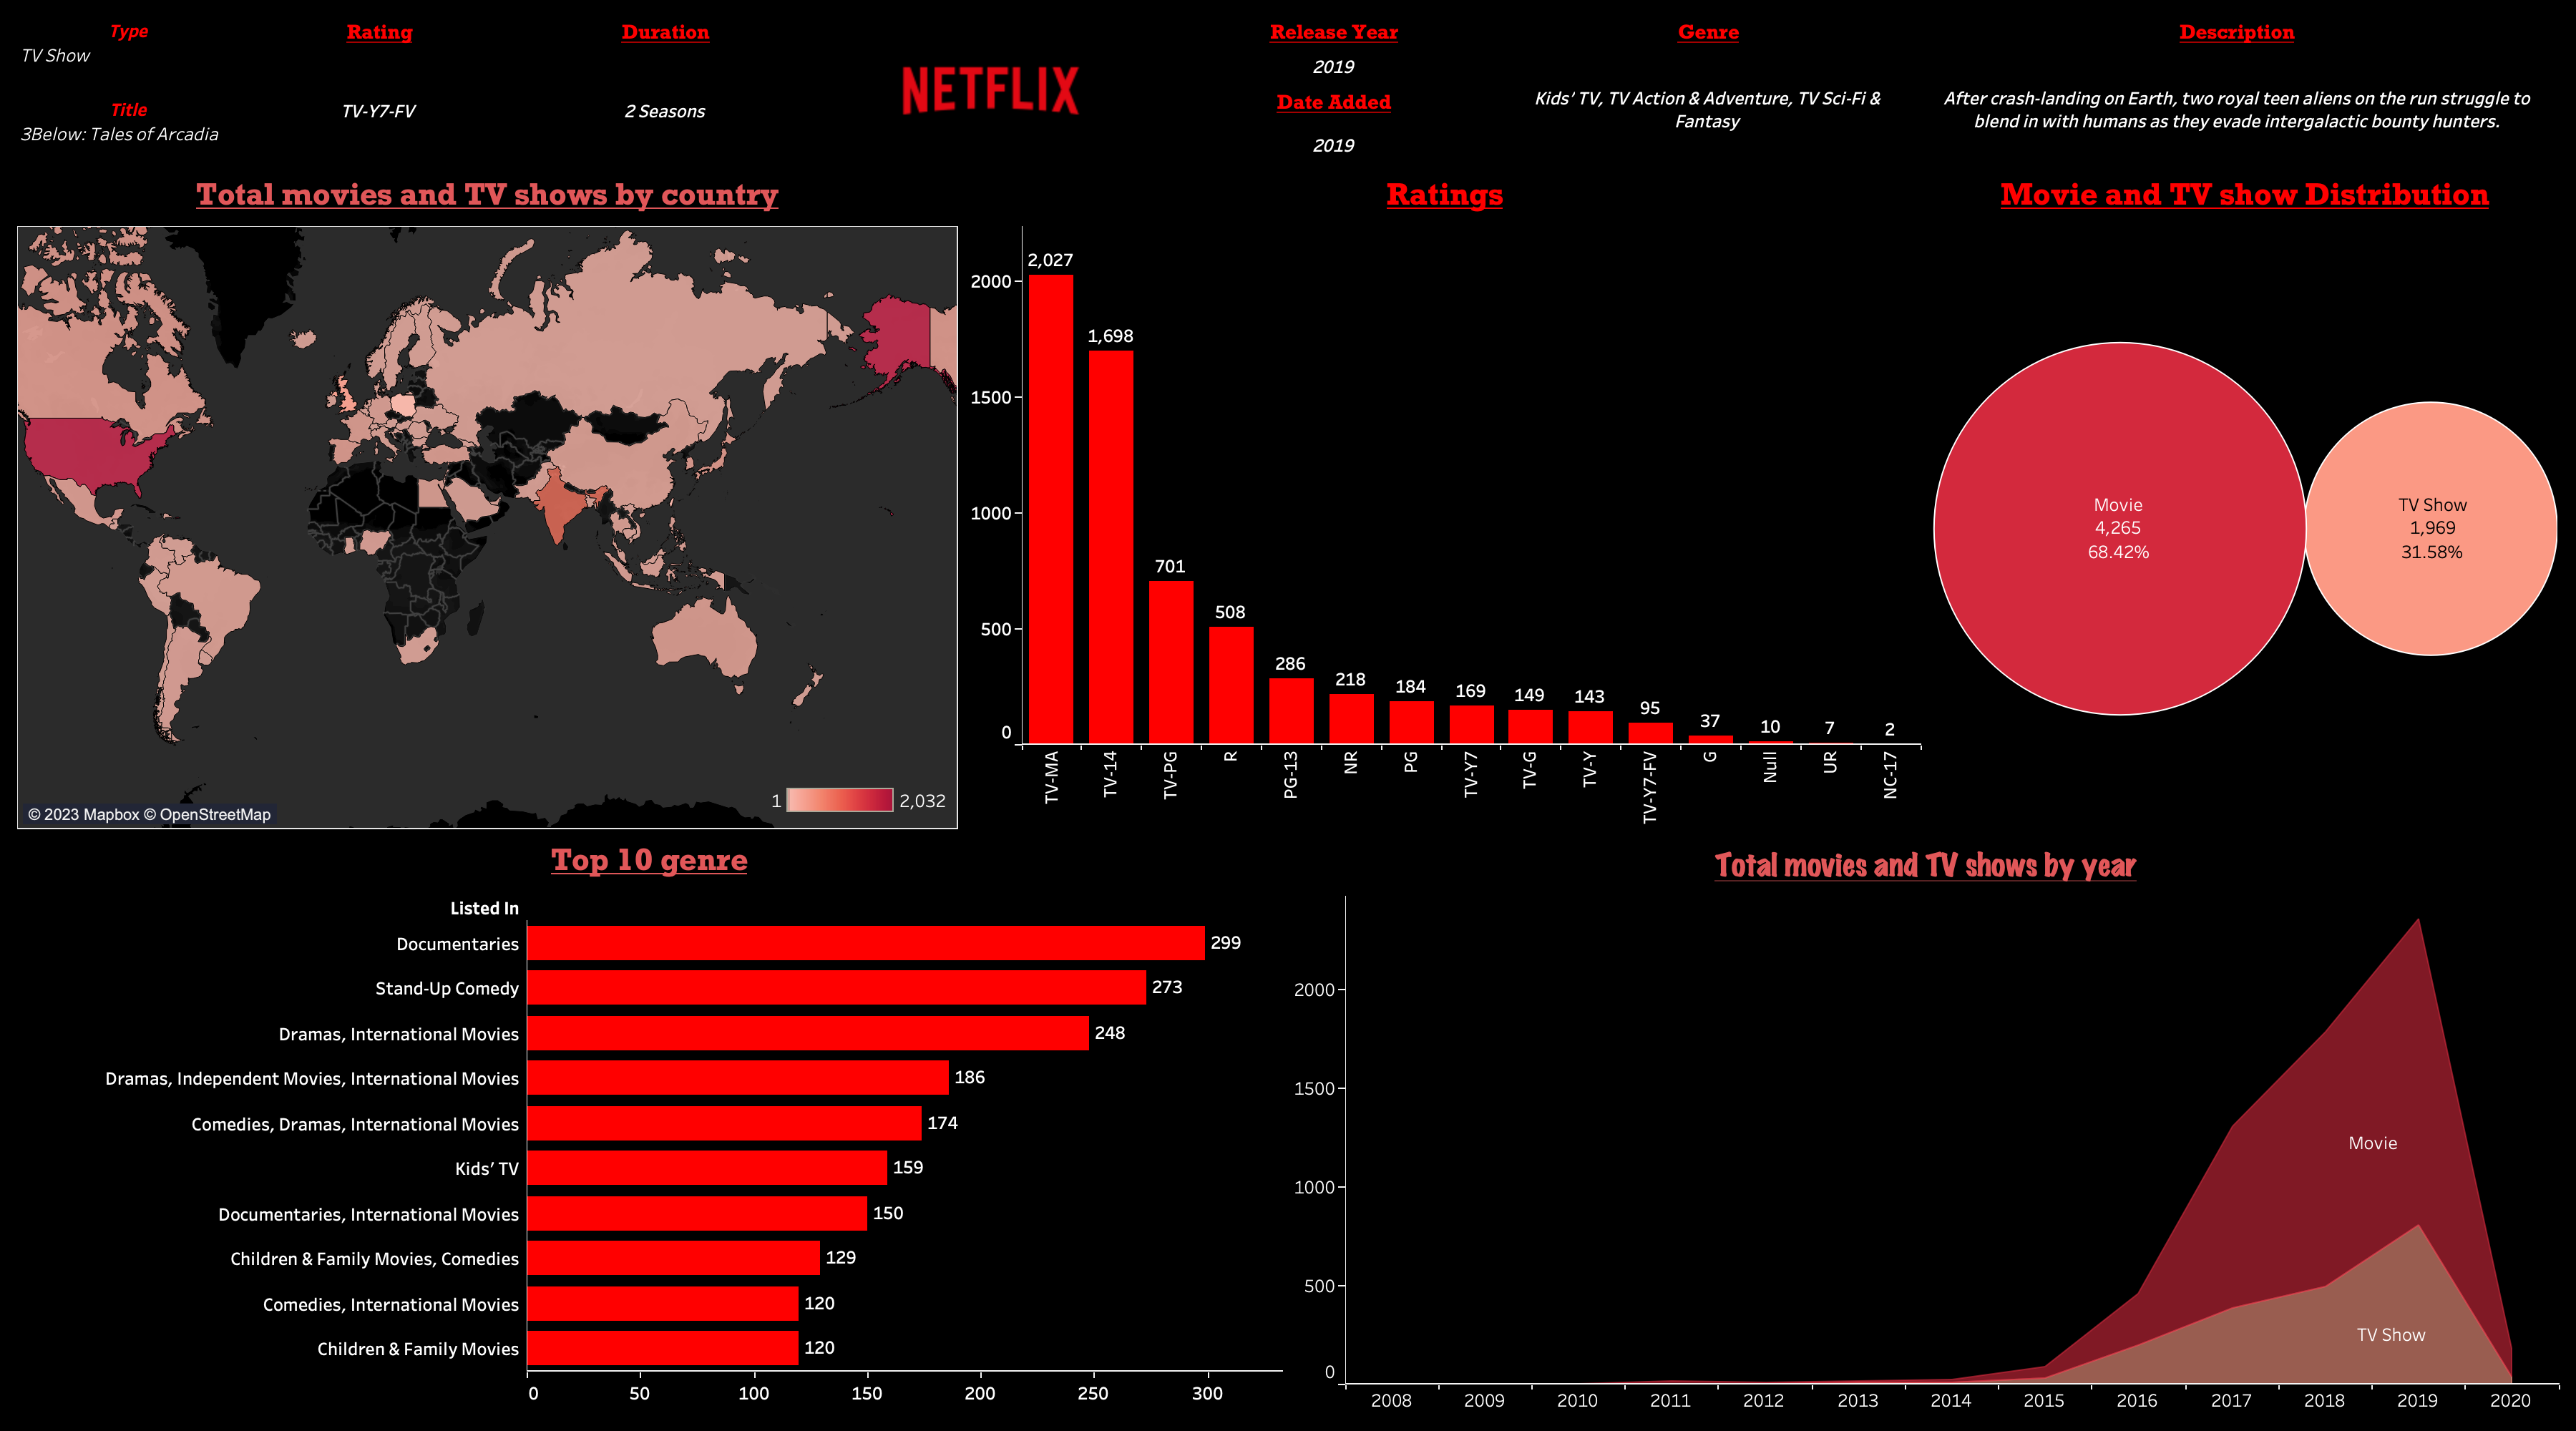 Type
TV Show
Title
3Below: Tales of Arcadia
Rating
TV-Y7-FV
Duration
2 Seasons
NETFLIX
Release Year
2019
Date Added
2019
Genre
Kids' TV, TV Action & Adventure, TV Sci-Fi &
Fantasy
Description
After crash-landing on Earth, two royal teen aliens on the run struggle to
blend in with humans as they evade intergalactic bounty hunters.
Total movies and TV shows by country
© 2023 Mapbox © OpenStreetMap
1
2,032
Ratings
2000
1500
1000
500
0
2,027
1,698
701
508
286
218
184
169
149
143
95
37
10
7
2
TV-MA
TV-14
TV-PG
R
PG-13
NR
PG
TV-Y7
TV-G
TV-Y
TV-Y7-FV
G
Null
UR
NC-17
Movie and TV show Distribution
Movie
4,265
68.42%
TV Show
1,969
31.58%
Top 10 genre
Listed In
Documentaries
299
Stand-Up Comedy
273
Dramas, International Movies
248
Dramas, Independent Movies, International Movies
186
Comedies, Dramas, International Movies
174
Kids' TV
159
Documentaries, International Movies
150
Children & Family Movies, Comedies
129
Comedies, International Movies
120
Children & Family Movies
120
0
50
100
150
200
250
300
Total movies and TV shows by year
2000
1500
1000
500
0
Movie
TV Show
2008
2009
2010
2011
2012
2013
2014
2015
2016
2017
2018
2019
2020